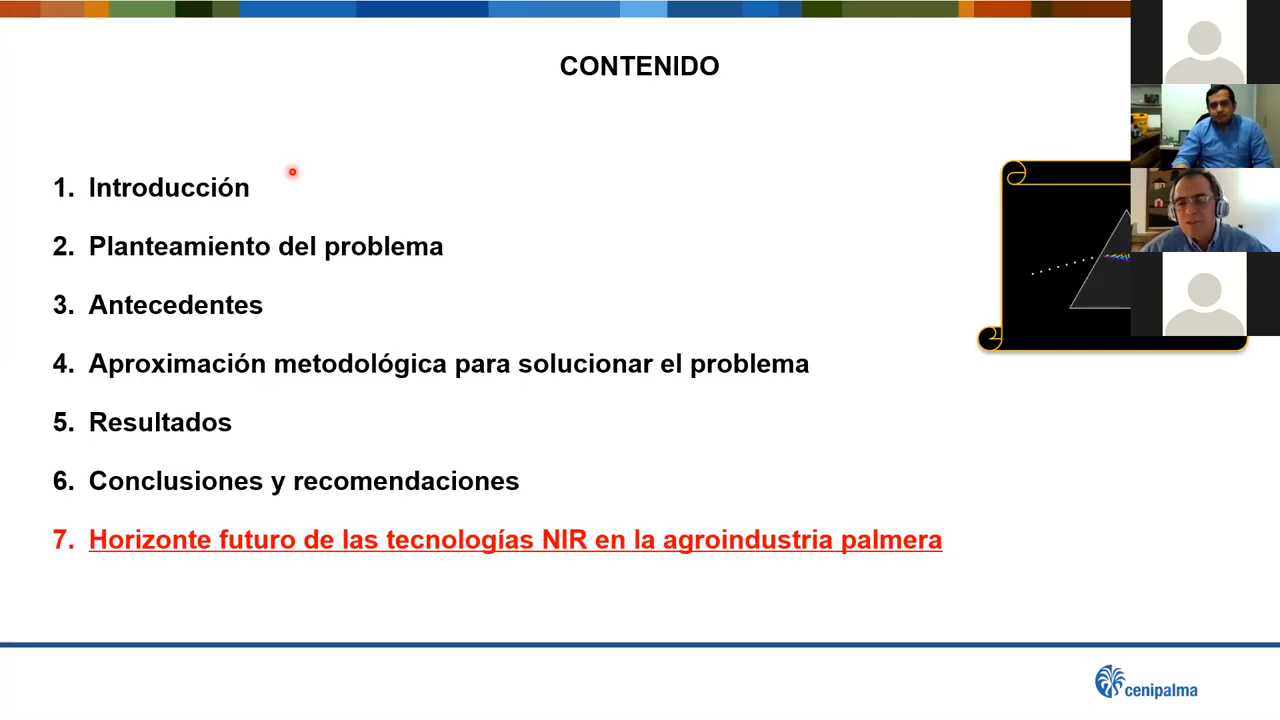 CONTENIDO
1. Introducción
2. Planteamiento del problema
3. Antecedentes
4. Aproximación metodológica para solucionar el problema
5. Resultados
6. Conclusiones y recomendaciones
7. Horizonte futuro de las tecnologías NIR en la agroindustria palmera
cenipalma